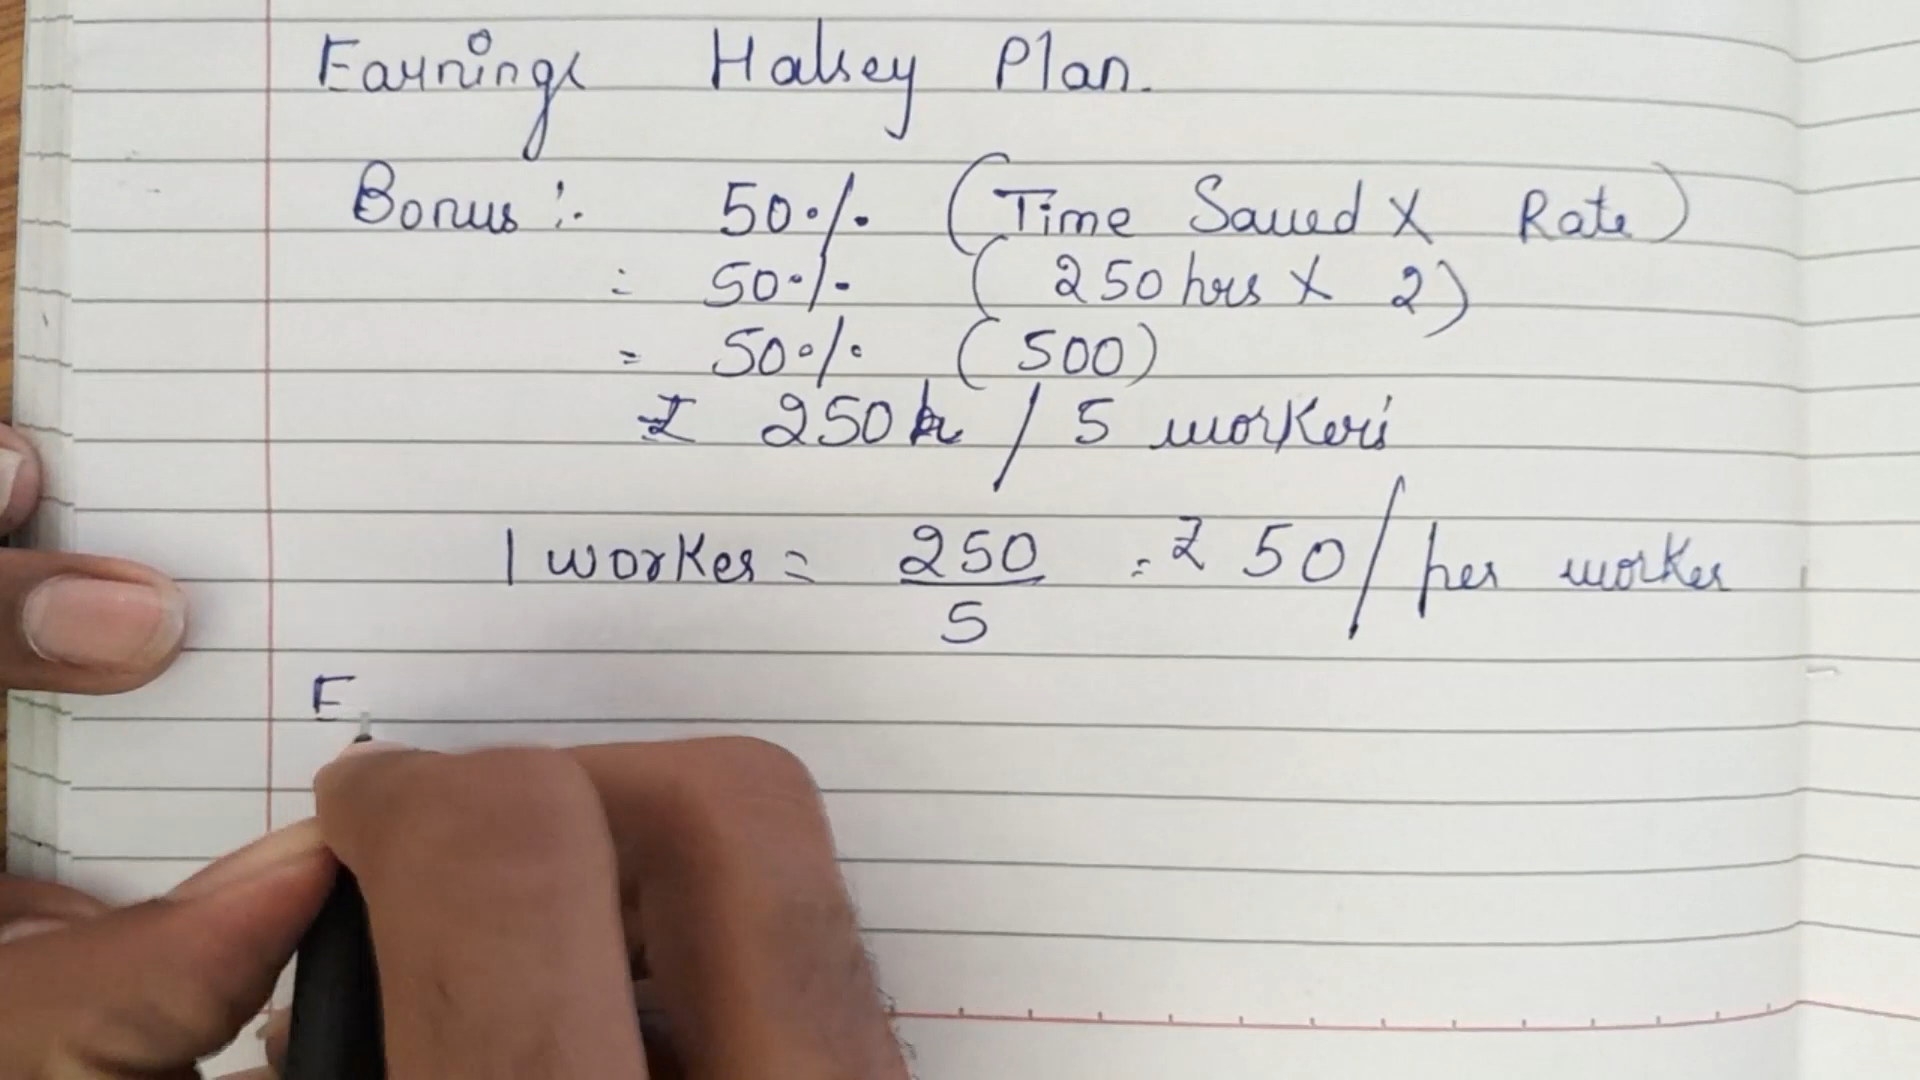 Earnings Halsey Plan.
Bonus :- 50% (Time Saved X Rate)
= 50% (250 hrs X 2)
= 50% (500)
₹ 250 / 5 workers
1 worker = 250/5 = ₹ 50/per worker
E